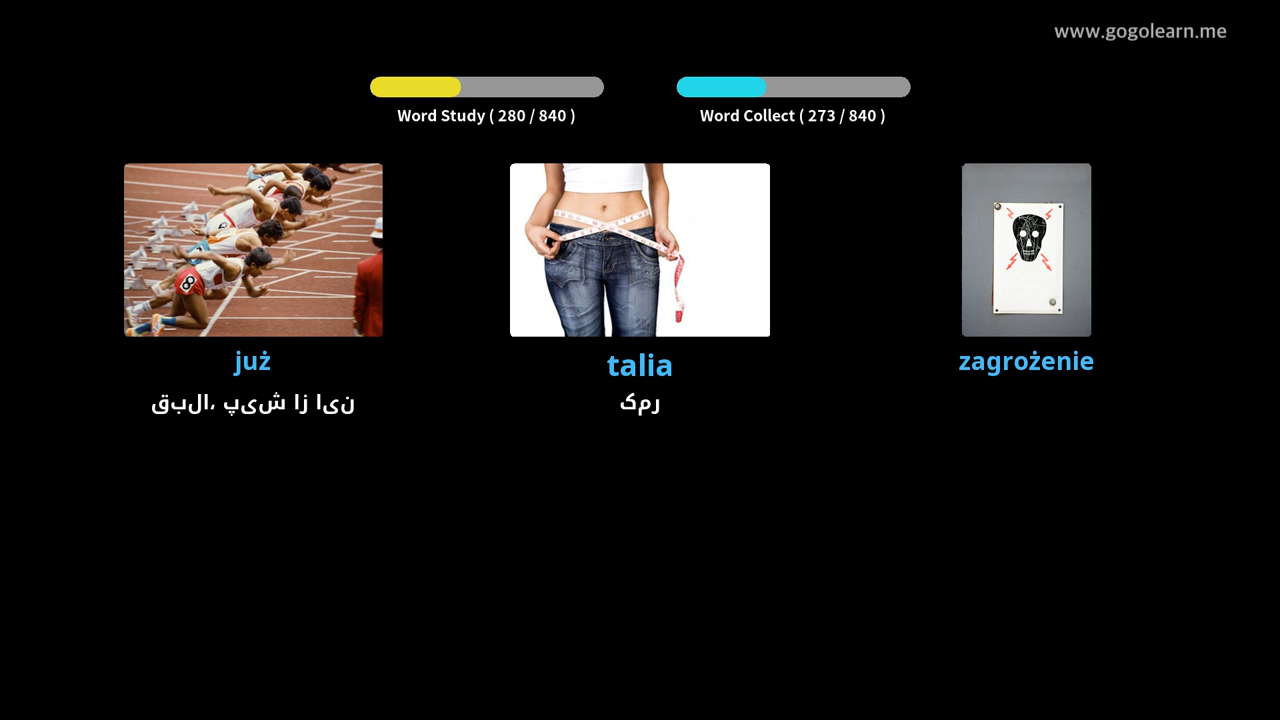 www.gogolearn.me
Word Study ( 280 / 840 )
Word Collect ( 273 / 840 )
już
talia
zagrożenie
قبلا، پیش از این
کمر